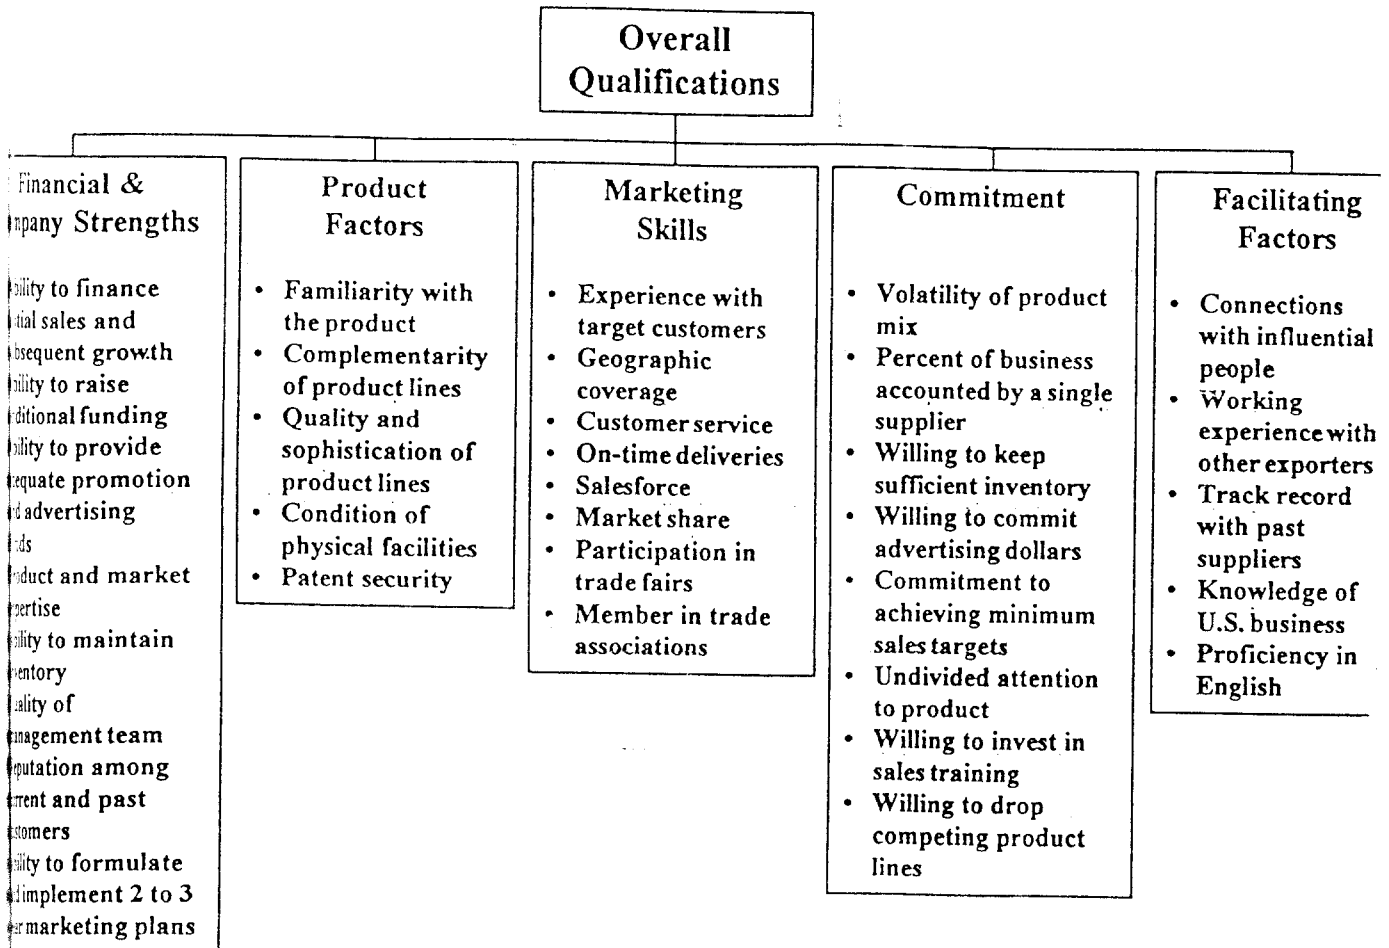 Overall
Qualifications
Financial &
Strengths
to finance
sales and
growth
to raise
funding
to provide
promotion
advertising
and market
to maintain
of
team
among
and past
to formulate
implement 2 to 3
marketing plans
Product
Factors
• Familiarity with
the product
• Complementarity
of product lines
• Quality and
sophistication of
product lines
• Condition of
physical facilities
• Patent security
Marketing
Skills
• Experience with
target customers
• Geographic
coverage
• Customer service
• On-time deliveries
• Salesforce
• Market share
• Participation in
trade fairs
• Member in trade
associations
Commitment
• Volatility of product
mix
• Percent of business
accounted by a single
supplier
• Willing to keep
sufficient inventory
• Willing to commit
advertising dollars
• Commitment to
achieving minimum
sales targets
• Undivided attention
to product
• Willing to invest in
sales training
• Willing to drop
competing product
lines
Facilitating
Factors
• Connections
with influential
people
• Working
experience with
other exporters
• Track record
with past
suppliers
• Knowledge of
U.S. business
• Proficiency in
English